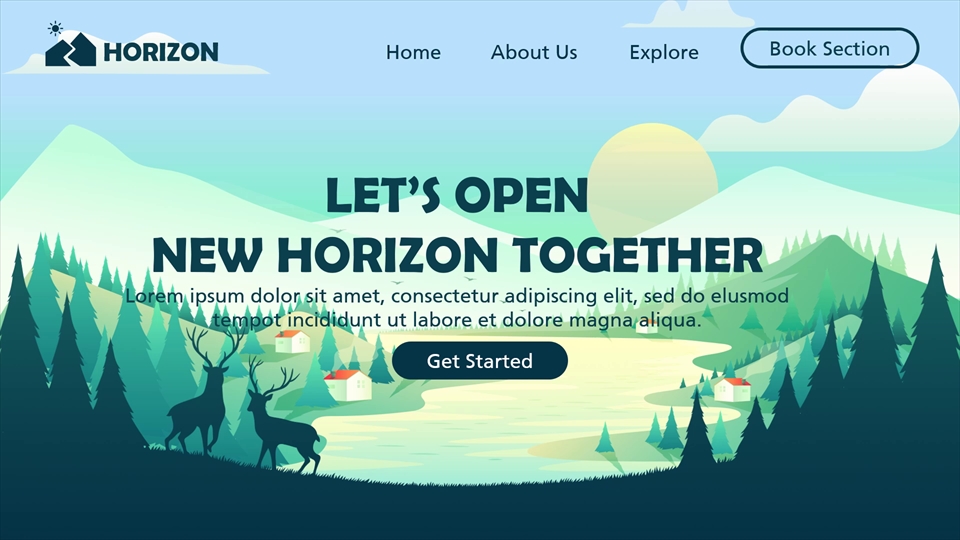 HORIZON
Home
About Us
Explore
Book Section
LET’S OPEN
NEW HORIZON TOGETHER
Lorem ipsum dolor sit amet, consectetur adipiscing elit, sed do elusmod
tempot incididunt ut labore et dolore magna aliqua.
Get Started